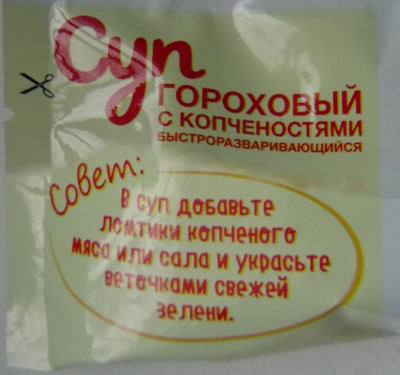 Суп
ГОРОХОВЫЙ
С КОПЧЕНОСТЯМИ
БЫСТРОРАЗВАРИВАЮЩИЙСЯ
Совет:
В суп добавьте
ломтики копченого
мяса или сала и украсьте
веточками свежей
зелени.